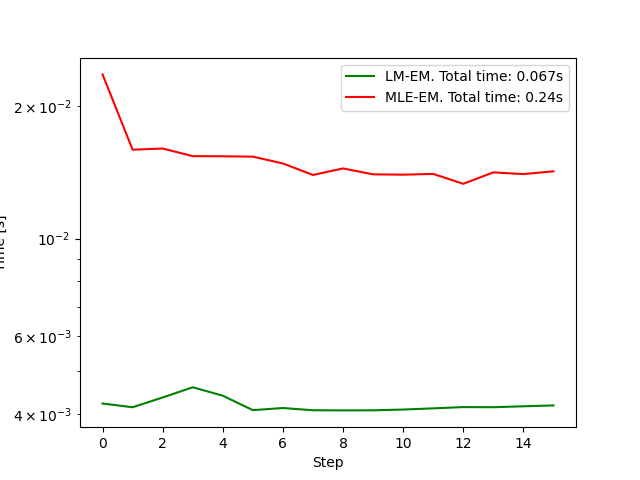 LM-EM. Total time: 0.067s
MLE-EM. Total time: 0.24s
2 × 10⁻²
10⁻²
6 × 10⁻³
4 × 10⁻³
0 2 4 6 8 10 12 14
Step